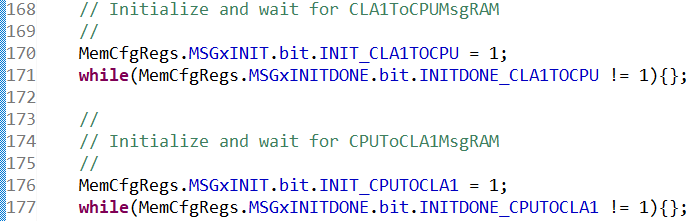 168 // Initialize and wait for CLA1ToCPUMsgRAM
169 //
170 MemCfgRegs.MSGxINIT.bit.INIT_CLA1TOCPU = 1;
171 while(MemCfgRegs.MSGxINITDONE.bit.INITDONE_CLA1TOCPU != 1){};
172
173 //
174 // Initialize and wait for CPUToCLA1MsgRAM
175 //
176 MemCfgRegs.MSGxINIT.bit.INIT_CPUTOCLA1 = 1;
177 while(MemCfgRegs.MSGxINITDONE.bit.INITDONE_CPUTOCLA1 != 1){};